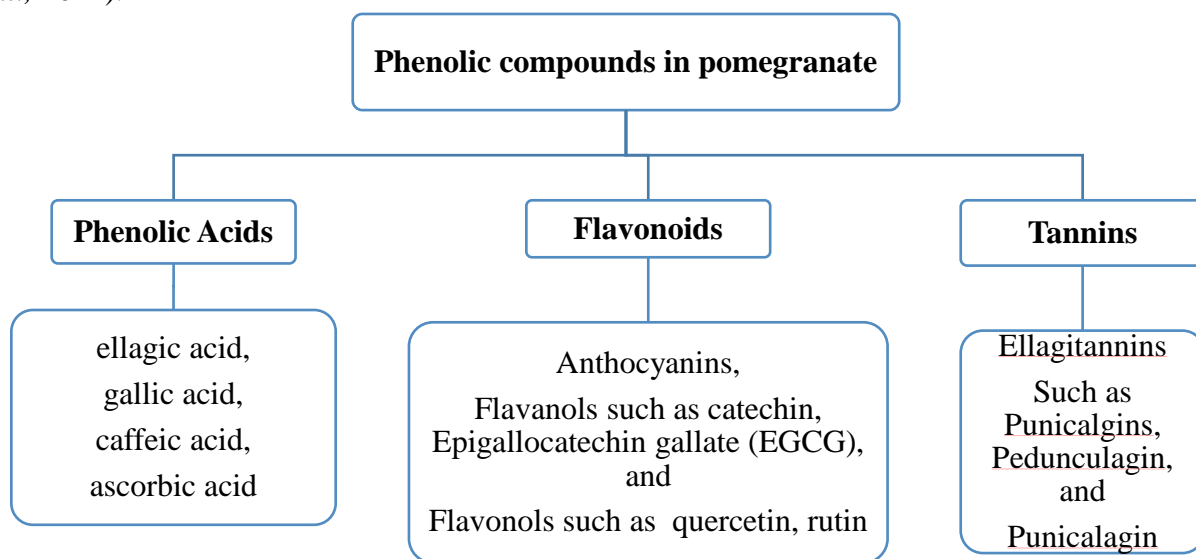 Phenolic compounds in pomegranate
Phenolic Acids
ellagic acid,
gallic acid,
caffeic acid,
ascorbic acid
Flavonoids
Anthocyanins,
Flavanols such as catechin,
Epigallocatechin gallate (EGCG),
and
Flavonols such as quercetin, rutin
Tannins
Ellagitannins
Such as
Punicalgins,
Pedunculagin,
and
Punicalagin